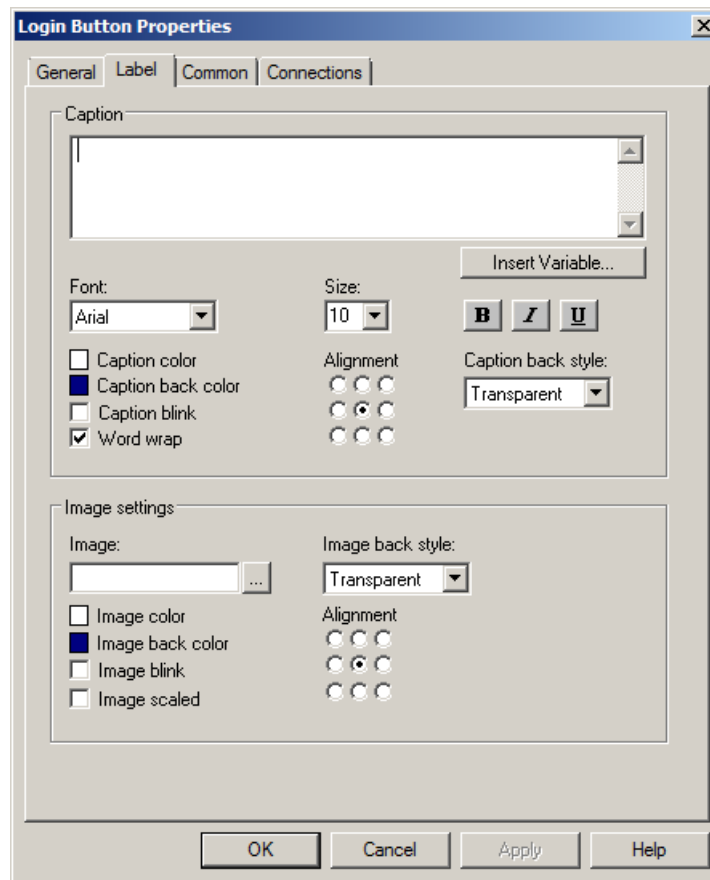 Login Button Properties
General Label Common Connections
Caption
Insert Variable...
Font: Size:
Arial 10 B I U
Caption color Alignment Caption back style:
Caption back color Transparent
Caption blink
Word wrap
Image settings
Image: Image back style:
... Transparent
Image color Alignment
Image back color
Image blink
Image scaled
OK Cancel Apply Help